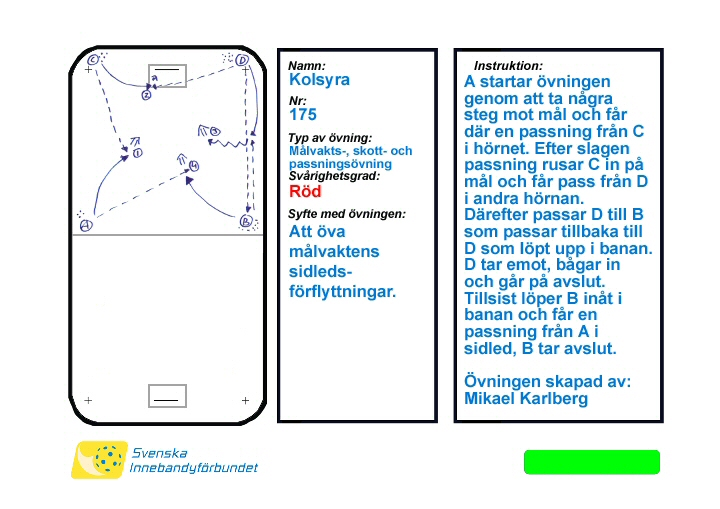 C
D
2
3
1
4
A
B
Namn:
Kolsyra
Nr:
175
Typ av övning:
Målvakts-, skott- och
passningsövning
Svårighetsgrad:
Röd
Syfte med övningen:
Att öva
målvaktens
sidleds-
förflyttningar.
Instruktion:
A startar övningen
genom att ta några
steg mot mål och får
där en passning från C
i hörnet. Efter slagen
passning rusar C in på
mål och får pass från D
i andra hörnan.
Därefter passar D till B
som passar tillbaka till
D som löpt upp i banan.
D tar emot, bågar in
och går på avslut.
Tillsist löper B inåt i
banan och får en
passning från A i
sidled, B tar avslut.
Övningen skapad av:
Mikael Karlberg
Svenska
Innebandyförbundet